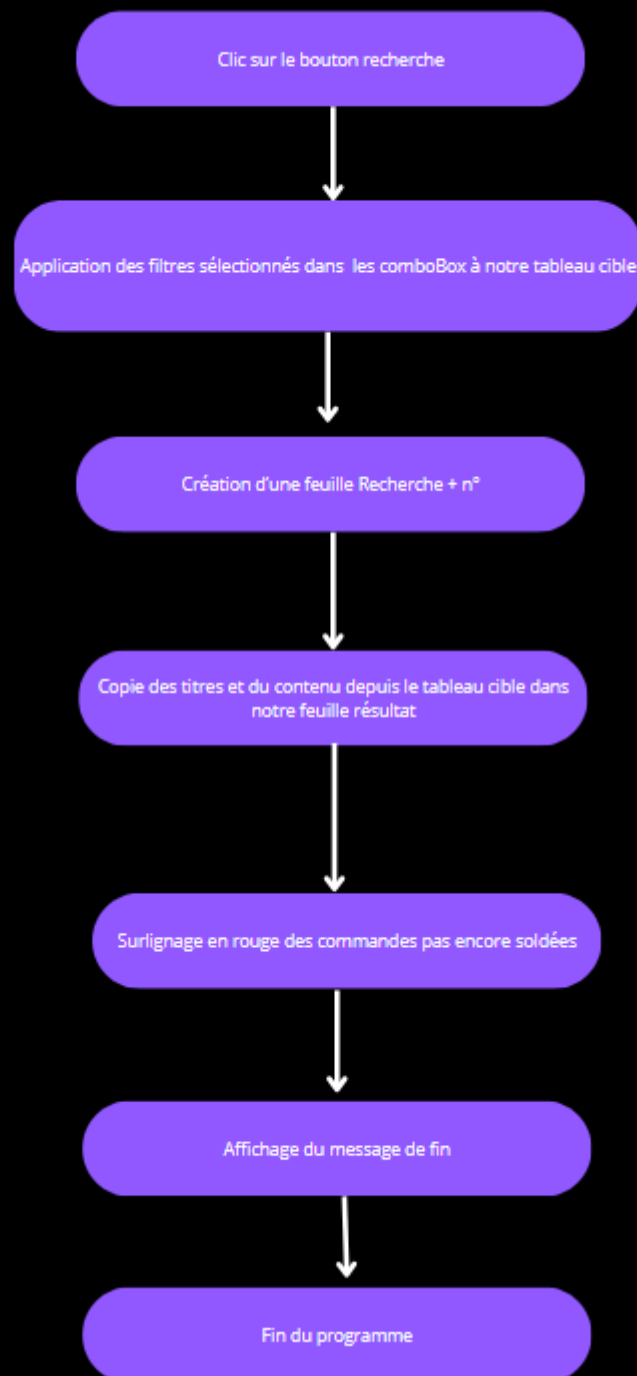 Clic sur le bouton recherche
Application des filtres sélectionnés dans les comboBox à notre tableau cible
Création d'une feuille Recherche + n°
Copie des titres et du contenu depuis le tableau cible dans
notre feuille résultat
Surlignage en rouge des commandes pas encore soldées
Affichage du message de fin
Fin du programme